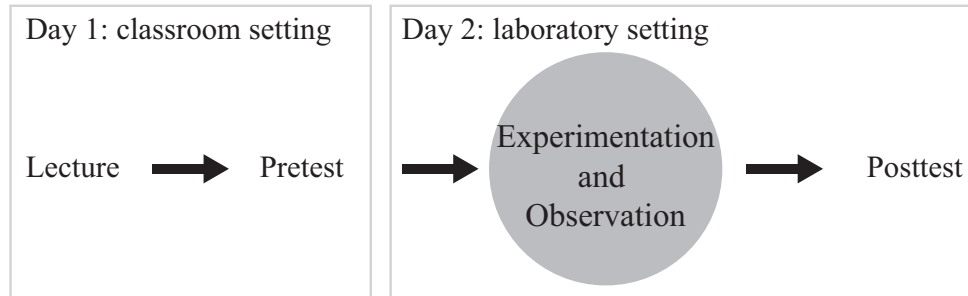 Day 1: classroom setting
Day 2: laboratory setting
Lecture
Pretest
Experimentation
and
Observation
Posttest